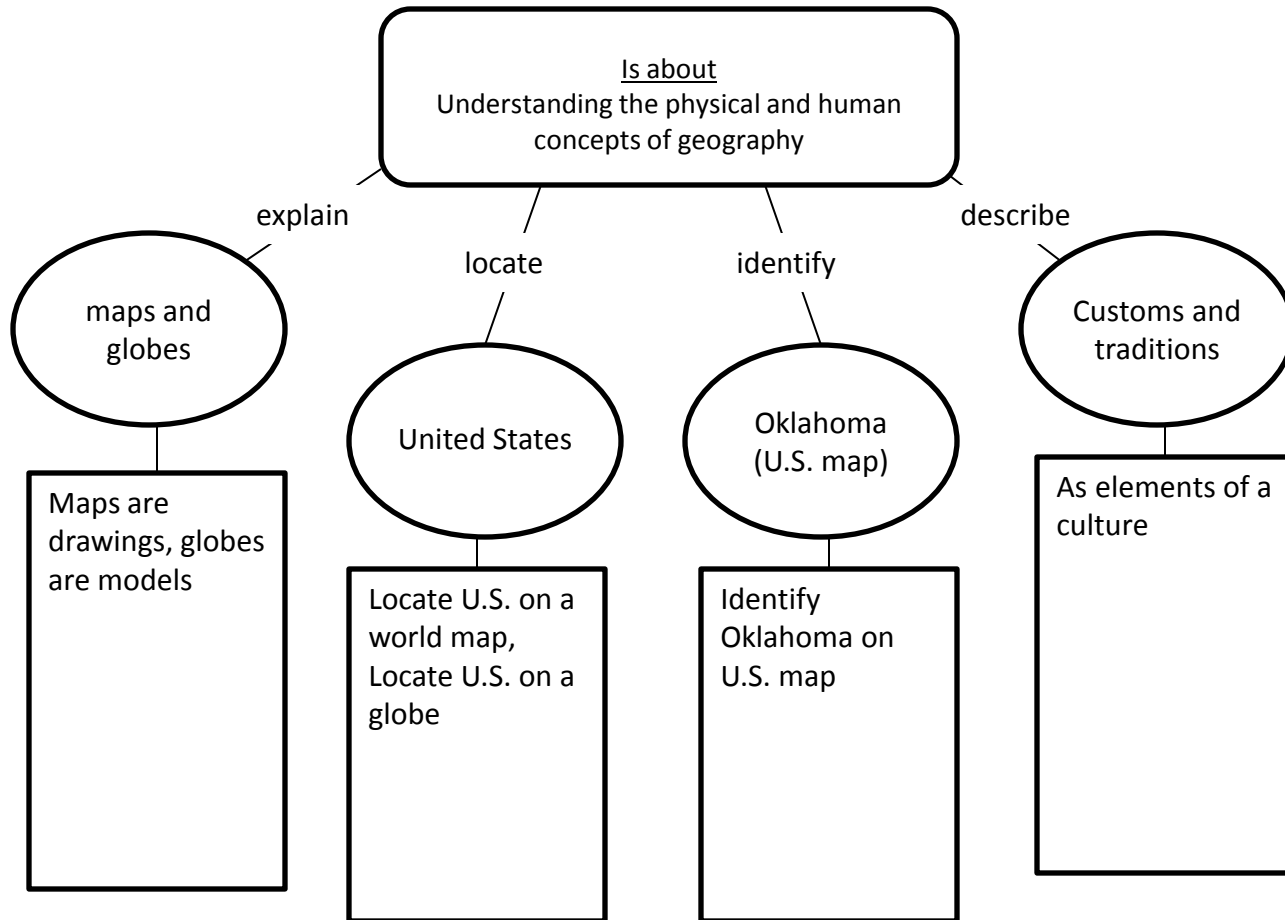 Is about
Understanding the physical and human
concepts of geography
explain
describe
locate
identify
maps and
globes
United States
Oklahoma
(U.S. map)
Customs and
traditions
Maps are
drawings, globes
are models
Locate U.S. on a
world map,
Locate U.S. on a
globe
Identify
Oklahoma on
U.S. map
As elements of a
culture